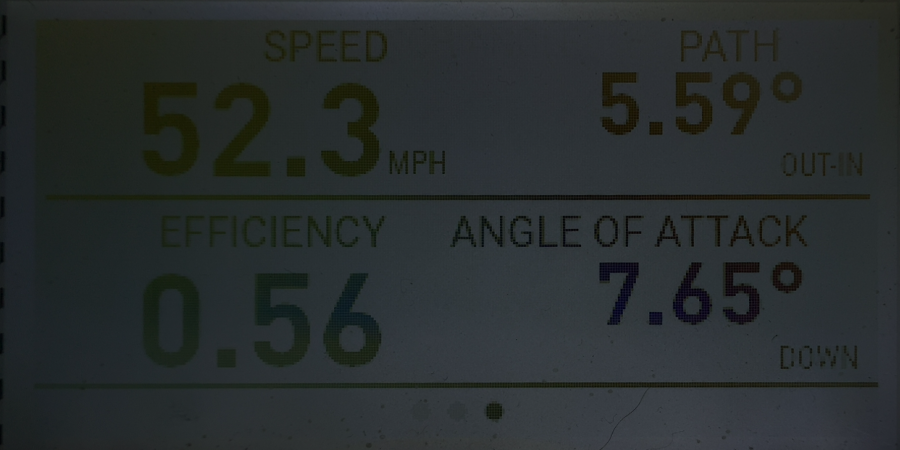 SPEED
52.3 MPH
PATH
5.59°
OUT-IN
EFFICIENCY
0.56
ANGLE OF ATTACK
7.65°
DOWN